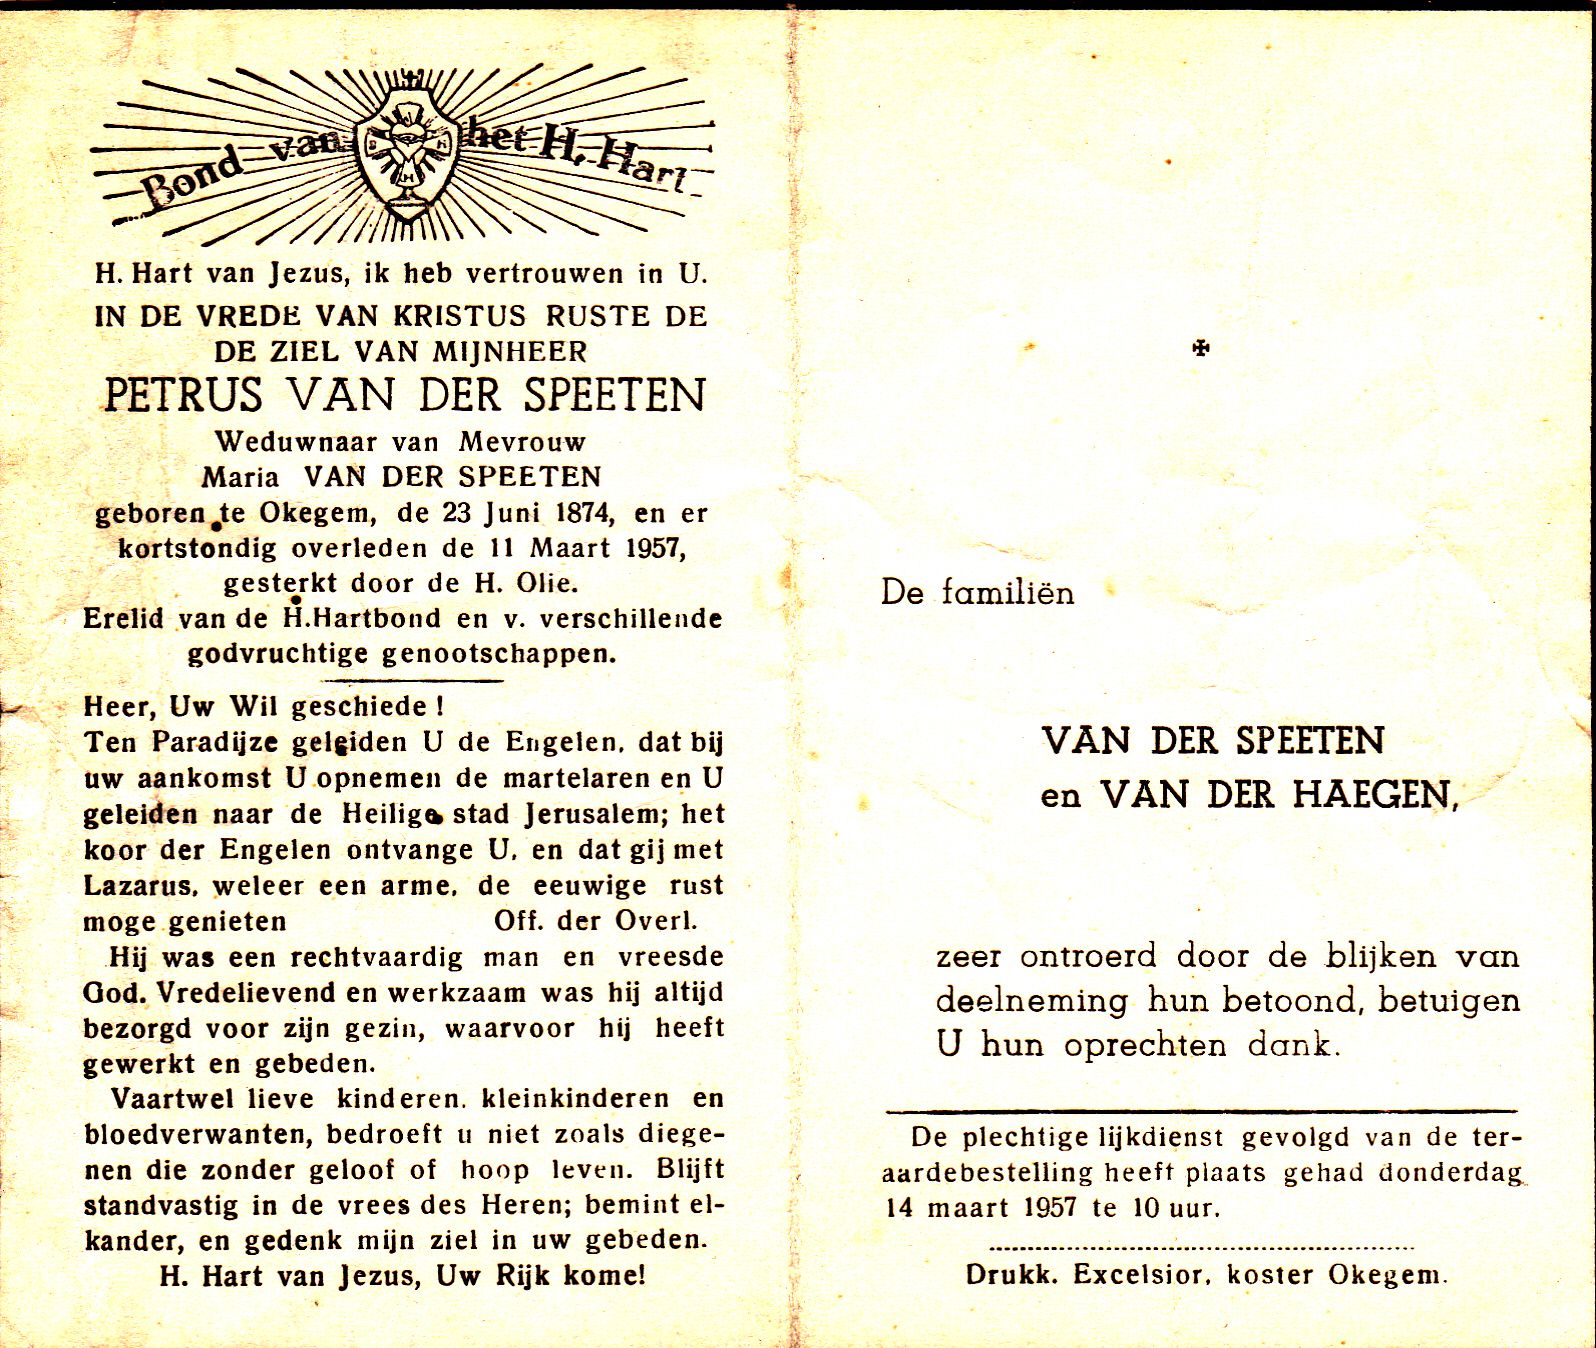 Bond van het H. Hart
H. Hart van Jezus, ik heb vertrouwen in U.
IN DE VREDE VAN KRISTUS RUSTE DE
DE ZIEL VAN MIJNHEER
PETRUS VAN DER SPEETEN
Weduwnaar van Mevrouw
Maria VAN DER SPEETEN
geboren te Okegem, de 23 Juni 1874, en er
kortstondig overleden de 11 Maart 1957,
gesterkt door de H. Olie.
Erelid van de H.Hartbond en v. verschillende
godvruchtige genootschappen.
Heer, Uw Wil geschiede !
Ten Paradijze geleiden U de Engelen, dat bij
uw aankomst U opnemen de martelaren en U
geleiden naar de Heilige stad Jerusalem; het
koor der Engelen ontvange U, en dat gij met
Lazarus, weleer een arme, de eeuwige rust
moge genieten Off. der Overl.
Hij was een rechtvaardig man en vreesde
God. Vredelievend en werkzaam was hij altijd
bezorgd voor zijn gezin, waarvoor hij heeft
gewerkt en gebeden.
Vaartwel lieve kinderen, kleinkinderen en
bloedverwanten, bedroeft u niet zoals diege-
nen die zonder geloof of hoop leven. Blijft
standvastig in de vrees des Heren; bemint el-
kander, en gedenk mijn ziel in uw gebeden.
H. Hart van Jezus, Uw Rijk kome!
De familiën
VAN DER SPEETEN
en VAN DER HAEGEN,
zeer ontroerd door de blijken van
deelneming hun betoond, betuigen
U hun oprechten dank.
De plechtige lijkdienst gevolgd van de ter-
aardebestelling heeft plaats gehad donderdag
14 maart 1957 te 10 uur.
Drukk. Excelsior, koster Okegem.